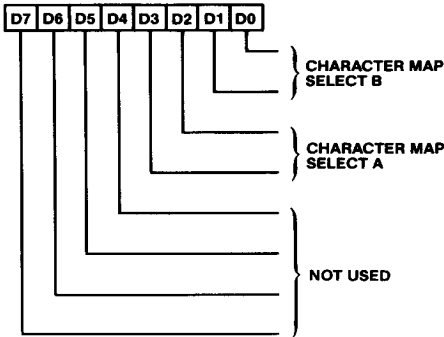 D7 D6 D5 D4 D3 D2 D1 D0
CHARACTER MAP
SELECT B
CHARACTER MAP
SELECT A
NOT USED